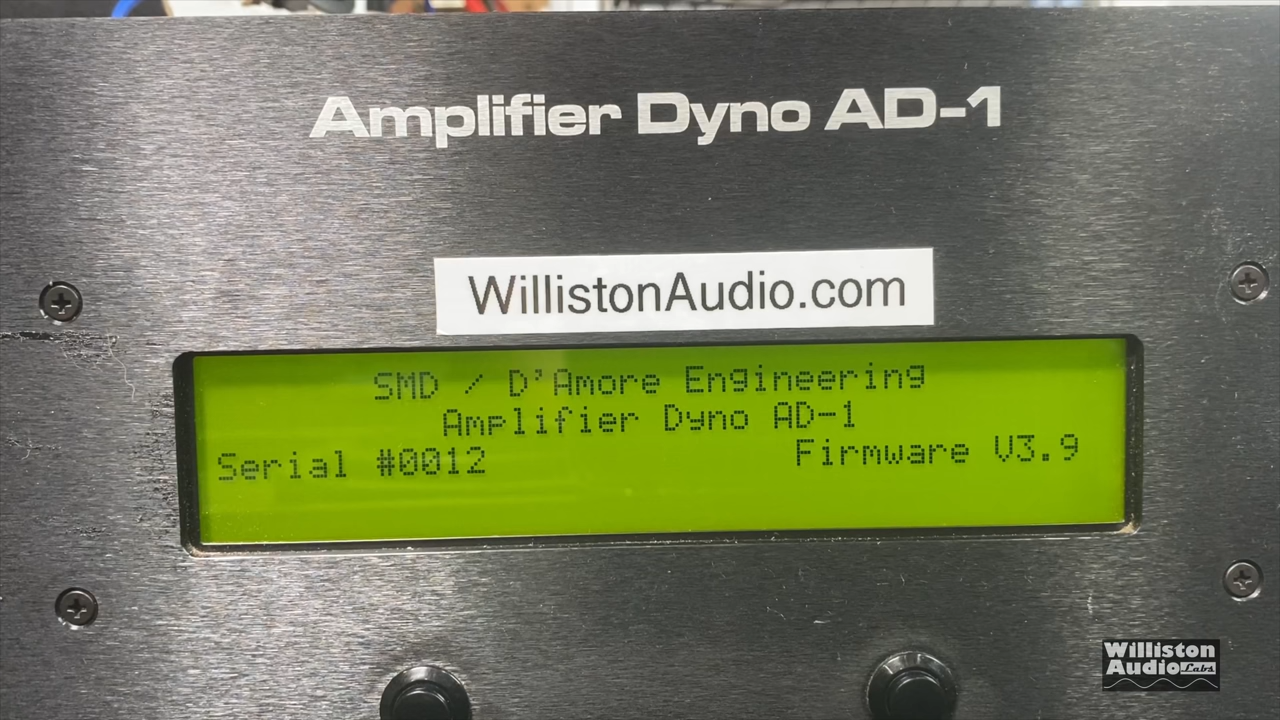 Amplifier Dyno AD-1
WillistonAudio.com
SMD / D'Amore Engineering
Amplifier Dyno AD-1
Serial #0012 Firmware V3.9
Williston
Audio Labs